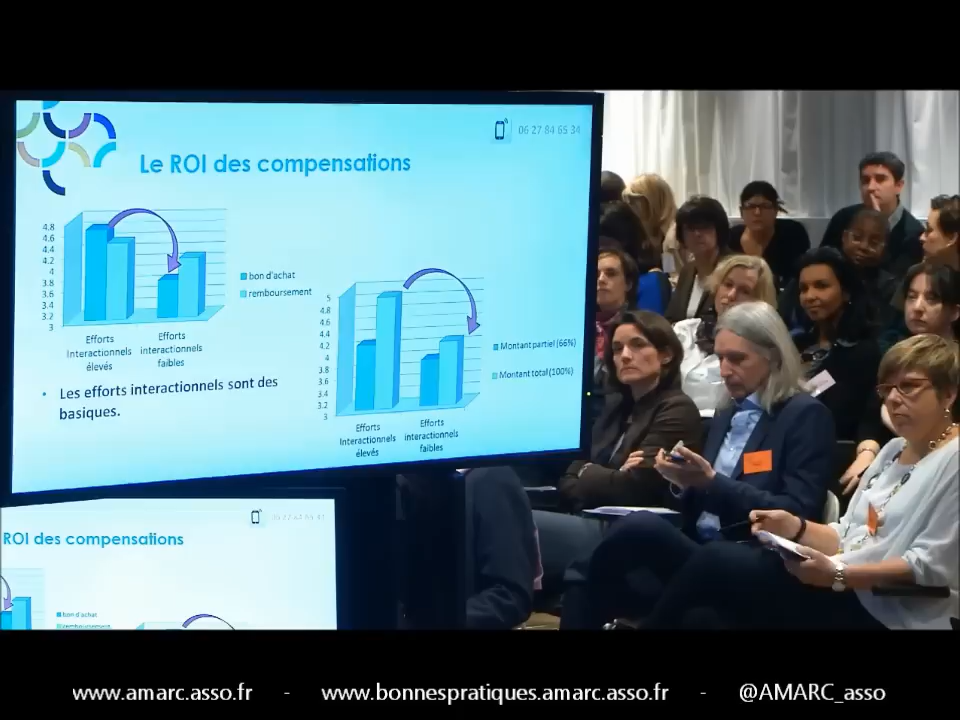 06 27 84 65 34
Le ROI des compensations
4.8
4.6
4.4
4.2
4
3.8
3.6
3.4
3.2
3
bon d'achat
remboursement
Efforts
Interactionnels
élevés
Efforts
interactionnels
faibles
5
4.8
4.6
4.4
4.2
4
3.8
3.6
3.4
3.2
3
Montant partiel (66%)
Montant total (100%)
Efforts
Interactionnels
élevés
Efforts
interactionnels
faibles
• Les efforts interactionnels sont des
basiques.
ROI des compensations
bon d'achat
remboursement
www.amarc.asso.fr - www.bonnespratiques.amarc.asso.fr - @AMARC_asso